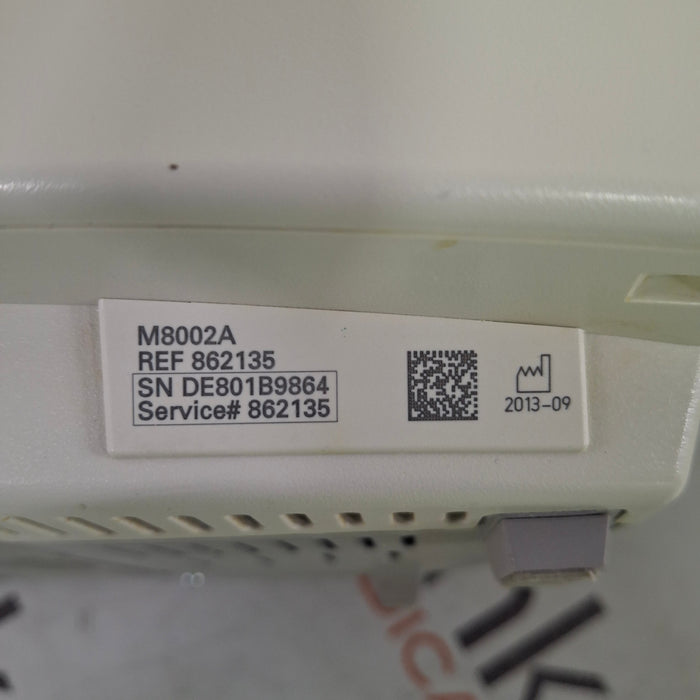 M8002A
REF 862135
SN DE801B9864
Service# 862135
2013-09